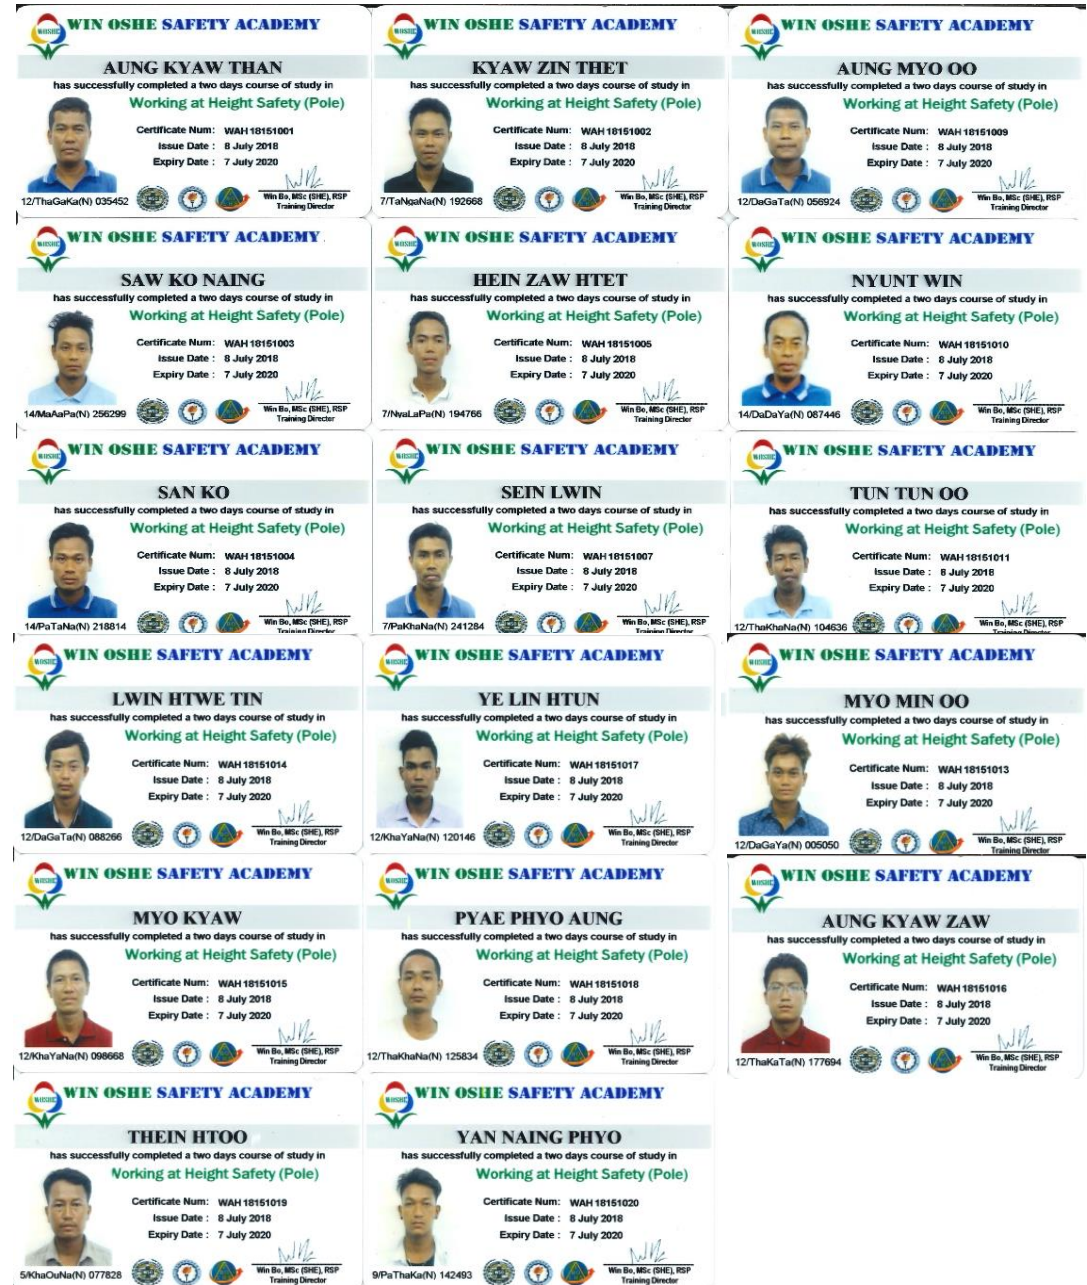 WIN OSHE SAFETY ACADEMY
AUNG KYAW THAN
has successfully completed a two days course of study in
Working at Height Safety (Pole)
Certificate Num: WAH 18151001
Issue Date : 8 July 2018
Expiry Date : 7 July 2020
12/ThaGaKa(N) 035452
Win Bo, MSc (SHE), RSP
Training Director
WIN OSHE SAFETY ACADEMY
KYAW ZIN THET
has successfully completed a two days course of study in
Working at Height Safety (Pole)
Certificate Num: WAH 18151002
Issue Date : 8 July 2018
Expiry Date : 7 July 2020
7/TaNgaNa(N) 192668
Win Bo, MSc (SHE), RSP
Training Director
WIN OSHE SAFETY ACADEMY
AUNG MYO OO
has successfully completed a two days course of study in
Working at Height Safety (Pole)
Certificate Num: WAH 18151009
Issue Date : 8 July 2018
Expiry Date : 7 July 2020
12/DaGaTa(N) 056924
Win Bo, MSc (SHE), RSP
Training Director
WIN OSHE SAFETY ACADEMY
SAW KO NAING
has successfully completed a two days course of study in
Working at Height Safety (Pole)
Certificate Num: WAH 18151003
Issue Date : 8 July 2018
Expiry Date : 7 July 2020
14/MaAaPa(N) 256299
Win Bo, MSc (SHE), RSP
Training Director
WIN OSHE SAFETY ACADEMY
HEIN ZAW HTET
has successfully completed a two days course of study in
Working at Height Safety (Pole)
Certificate Num: WAH 18151005
Issue Date : 8 July 2018
Expiry Date : 7 July 2020
7/NyaLaPa(N) 194766
Win Bo, MSc (SHE), RSP
Training Director
WIN OSHE SAFETY ACADEMY
NYUNT WIN
has successfully completed a two days course of study in
Working at Height Safety (Pole)
Certificate Num: WAH 18151010
Issue Date : 8 July 2018
Expiry Date : 7 July 2020
14/DaDaYa(N) 087446
Win Bo, MSc (SHE), RSP
Training Director
WIN OSHE SAFETY ACADEMY
SAN KO
has successfully completed a two days course of study in
Working at Height Safety (Pole)
Certificate Num: WAH 18151004
Issue Date : 8 July 2018
Expiry Date : 7 July 2020
14/PaTaNa(N) 218814
Win Bo, MSc (SHE), RSP
Training Director
WIN OSHE SAFETY ACADEMY
SEIN LWIN
has successfully completed a two days course of study in
Working at Height Safety (Pole)
Certificate Num: WAH 18151007
Issue Date : 8 July 2018
Expiry Date : 7 July 2020
7/PaKhaNa(N) 241284
Win Bo, MSc (SHE), RSP
Training Director
WIN OSHE SAFETY ACADEMY
TUN TUN OO
has successfully completed a two days course of study in
Working at Height Safety (Pole)
Certificate Num: WAH 18151011
Issue Date : 8 July 2018
Expiry Date : 7 July 2020
12/ThaKhaNa(N) 104636
Win Bo, MSc (SHE), RSP
Training Director
WIN OSHE SAFETY ACADEMY
LWIN HTWE TIN
has successfully completed a two days course of study in
Working at Height Safety (Pole)
Certificate Num: WAH 18151014
Issue Date : 8 July 2018
Expiry Date : 7 July 2020
12/DaGaTa(N) 088266
Win Bo, MSc (SHE), RSP
Training Director
WIN OSHE SAFETY ACADEMY
YE LIN HTUN
has successfully completed a two days course of study in
Working at Height Safety (Pole)
Certificate Num: WAH 18151017
Issue Date : 8 July 2018
Expiry Date : 7 July 2020
12/KhaYaNa(N) 120146
Win Bo, MSc (SHE), RSP
Training Director
WIN OSHE SAFETY ACADEMY
MYO MIN OO
has successfully completed a two days course of study in
Working at Height Safety (Pole)
Certificate Num: WAH 18151013
Issue Date : 8 July 2018
Expiry Date : 7 July 2020
12/DaGaYa(N) 005050
Win Bo, MSc (SHE), RSP
Training Director
WIN OSHE SAFETY ACADEMY
MYO KYAW
has successfully completed a two days course of study in
Working at Height Safety (Pole)
Certificate Num: WAH 18151015
Issue Date : 8 July 2018
Expiry Date : 7 July 2020
12/KhaYaNa(N) 098668
Win Bo, MSc (SHE), RSP
Training Director
WIN OSHE SAFETY ACADEMY
PYAE PHYO AUNG
has successfully completed a two days course of study in
Working at Height Safety (Pole)
Certificate Num: WAH 18151018
Issue Date : 8 July 2018
Expiry Date : 7 July 2020
12/ThaKhaNa(N) 125834
Win Bo, MSc (SHE), RSP
Training Director
WIN OSHE SAFETY ACADEMY
AUNG KYAW ZAW
has successfully completed a two days course of study in
Working at Height Safety (Pole)
Certificate Num: WAH 18151016
Issue Date : 8 July 2018
Expiry Date : 7 July 2020
12/ThaKaTa(N) 177694
Win Bo, MSc (SHE), RSP
Training Director
WIN OSHE SAFETY ACADEMY
THEIN HTOO
has successfully completed a two days course of study in
Working at Height Safety (Pole)
Certificate Num: WAH 18151019
Issue Date : 8 July 2018
Expiry Date : 7 July 2020
5/KhaOuNa(N) 077828
Win Bo, MSc (SHE), RSP
Training Director
WIN OSHE SAFETY ACADEMY
YAN NAING PHYO
has successfully completed a two days course of study in
Working at Height Safety (Pole)
Certificate Num: WAH 18151020
Issue Date : 8 July 2018
Expiry Date : 7 July 2020
9/PaThaKa(N) 142493
Win Bo, MSc (SHE), RSP
Training Director